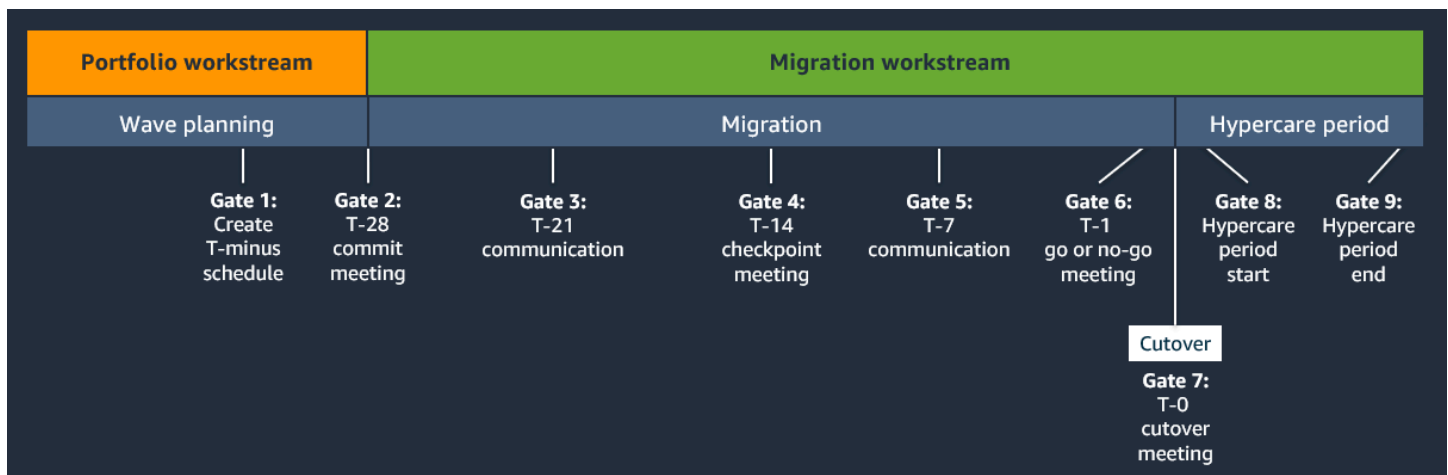 Portfolio workstream
Migration workstream
Wave planning
Migration
Hypercare period
Gate 1:
Create
T-minus
schedule
Gate 2:
T-28
commit
meeting
Gate 3:
T-21
communication
Gate 4:
T-14
checkpoint
meeting
Gate 5:
T-7
communication
Gate 6:
T-1
go or no-go
meeting
Cutover
Gate 7:
T-0
cutover
meeting
Gate 8:
Hypercare
period
start
Gate 9:
Hypercare
period
end